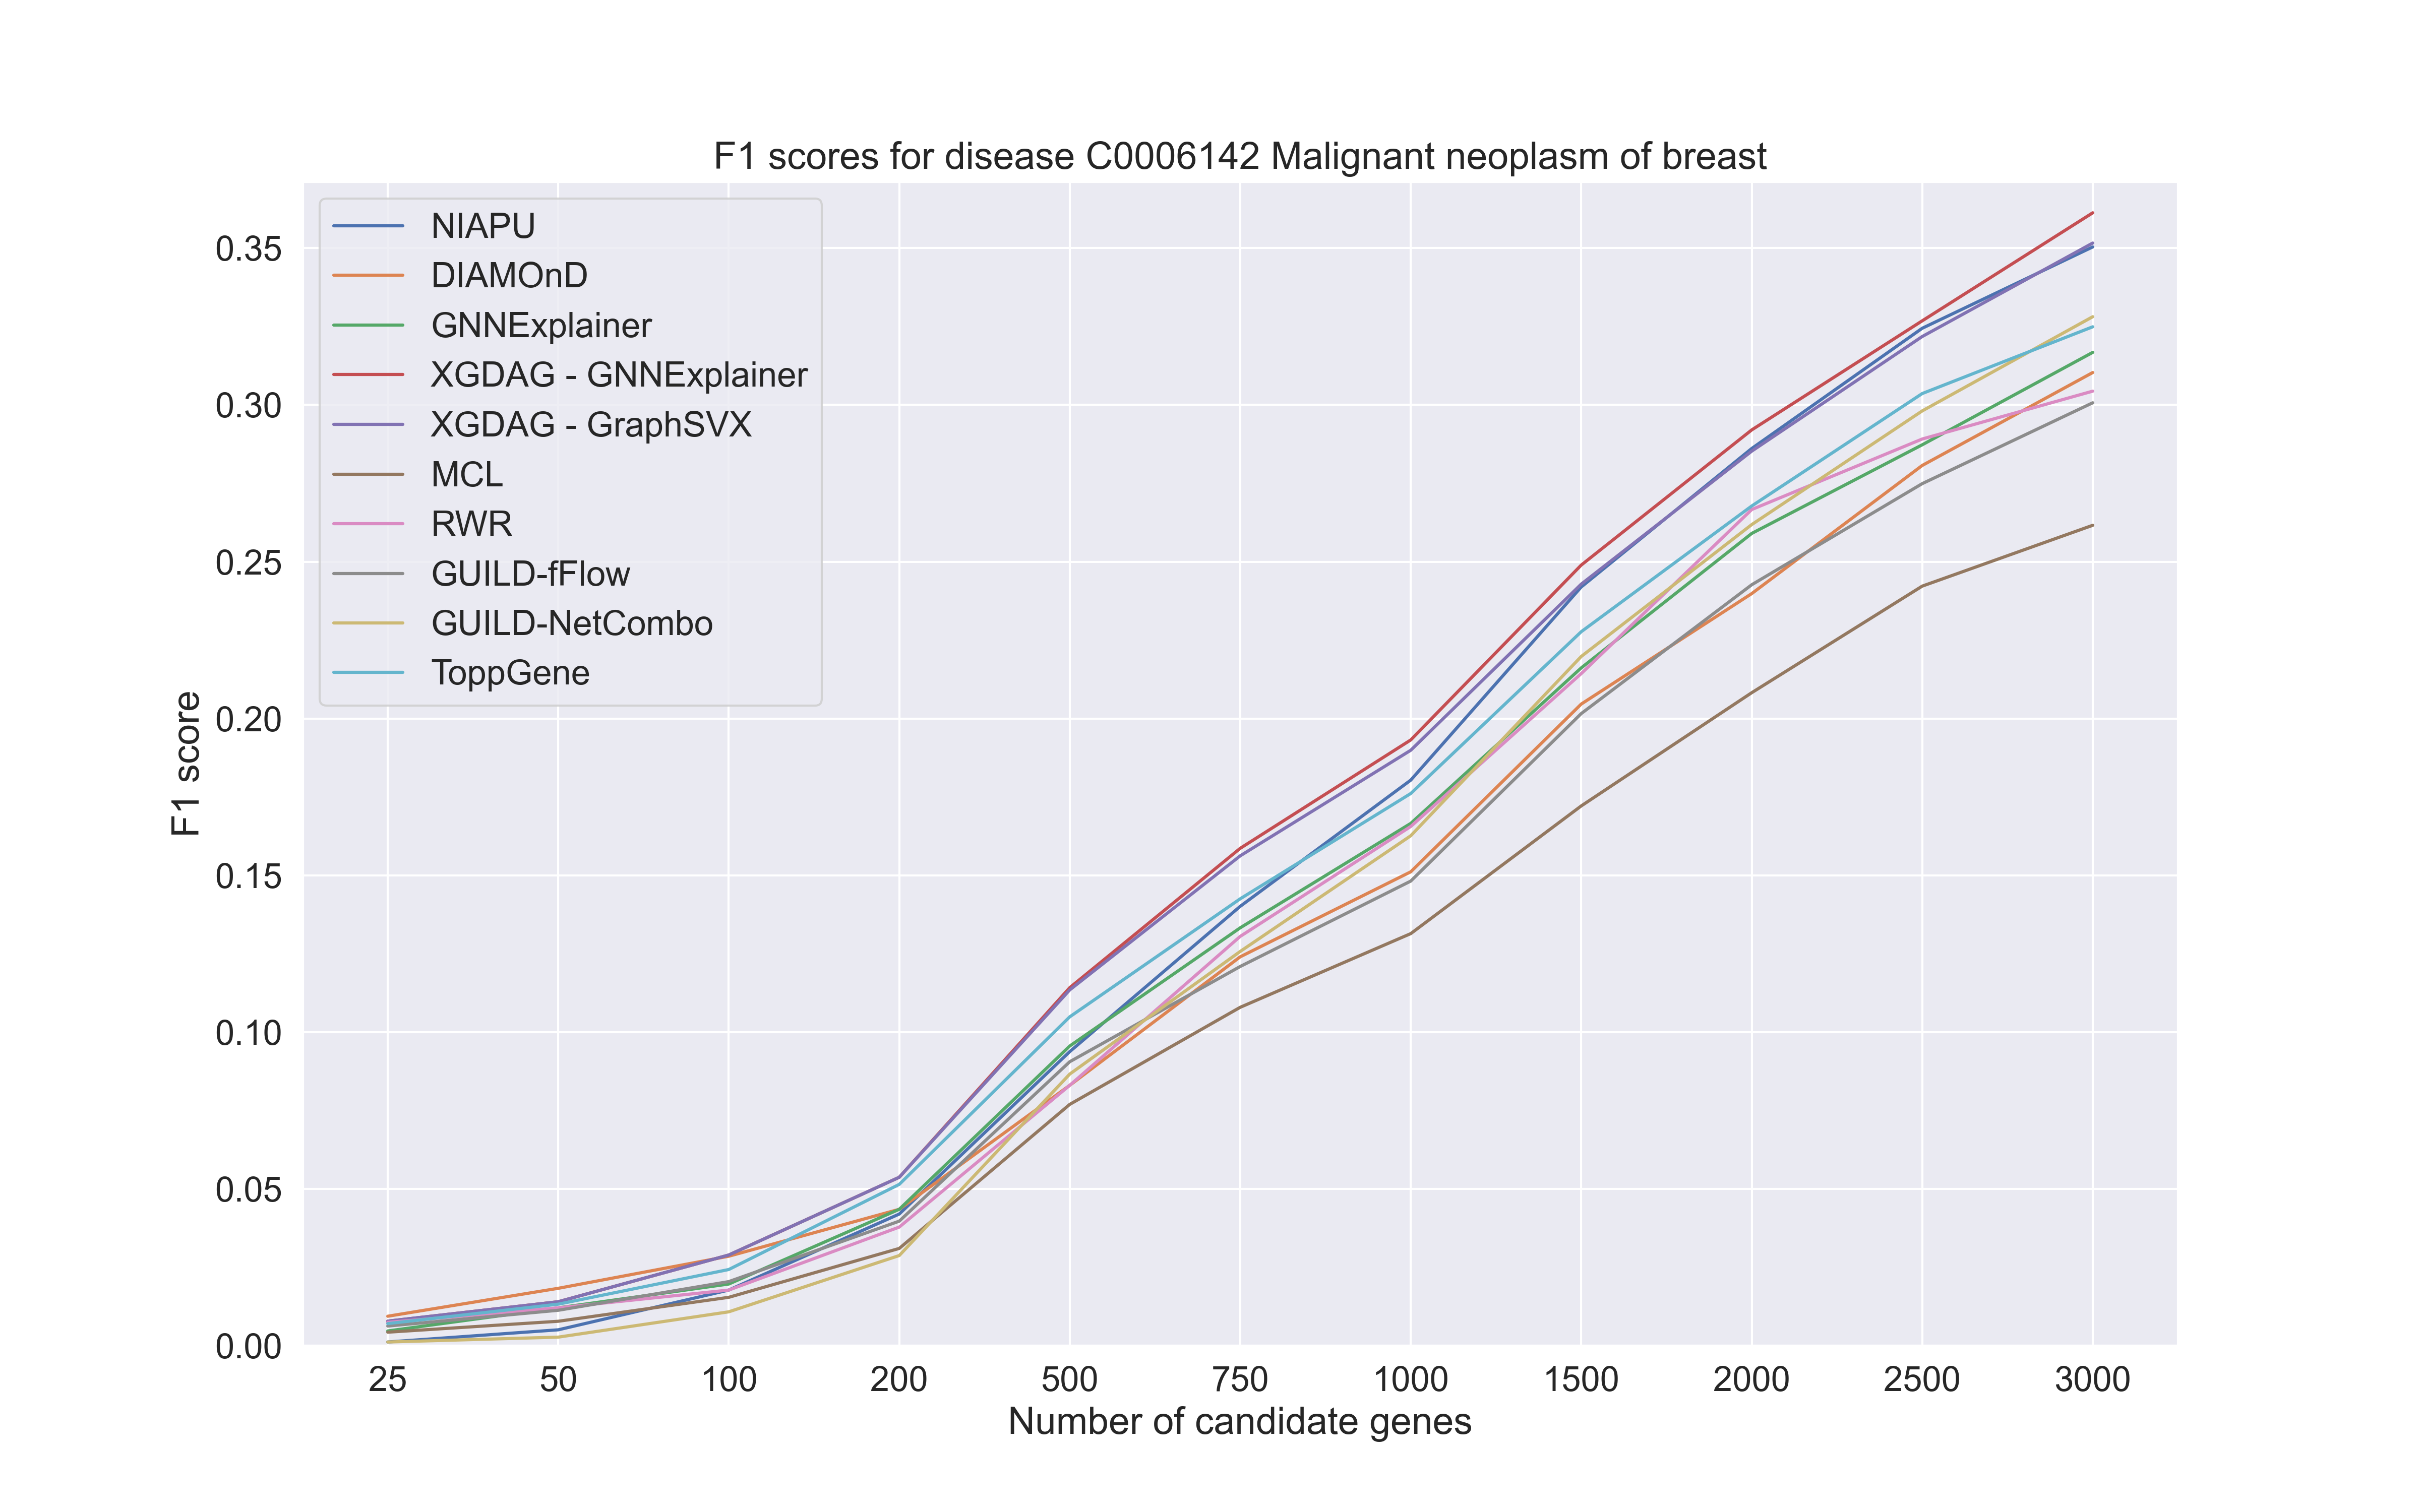 F1 scores for disease C0006142 Malignant neoplasm of breast
NIAPU
DIAMOnD
GNNExplainer
XGDAG - GNNExplainer
XGDAG - GraphSVX
MCL
RWR
GUILD-fFlow
GUILD-NetCombo
ToppGene
F1 score
0.35
0.30
0.25
0.20
0.15
0.10
0.05
0.00
25 50 100 200 500 750 1000 1500 2000 2500 3000
Number of candidate genes